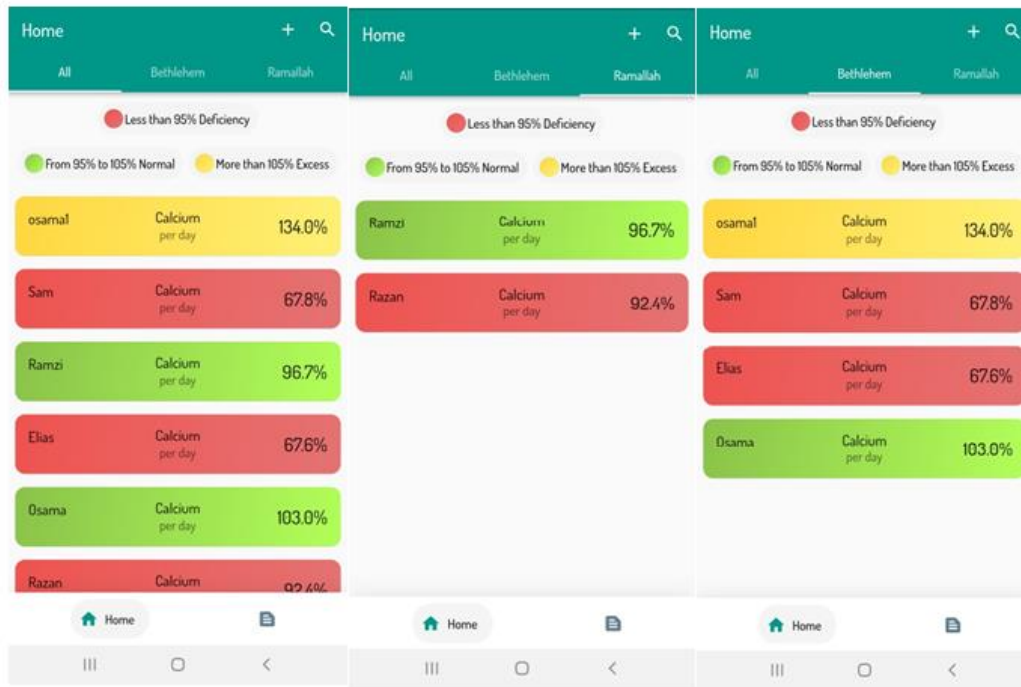 Home + 
All Bethlehem Ramallah
Less than 95% Deficiency
From 95% to 105% Normal More than 105% Excess
osama1 Calcium 134.0%
per day
Sam Calcium 67.8%
per day
Ramzi Calcium 96.7%
per day
Elias Calcium 67.6%
per day
Osama Calcium 103.0%
per day
Razan Calcium 92.4%
Home
Home +
All Bethlehem Ramallah
Less than 95% Deficiency
From 95% to 105% Normal More than 105% Excess
Ramzi Calcium 96.7%
per day
Razan Calcium 92.4%
per day
Home
Home +
All Bethlehem Ramallah
Less than 95% Deficiency
From 95% to 105% Normal More than 105% Excess
osama1 Calcium 134.0%
per day
Sam Calcium 67.8%
per day
Elias Calcium 67.6%
per day
Osama Calcium 103.0%
per day
Home